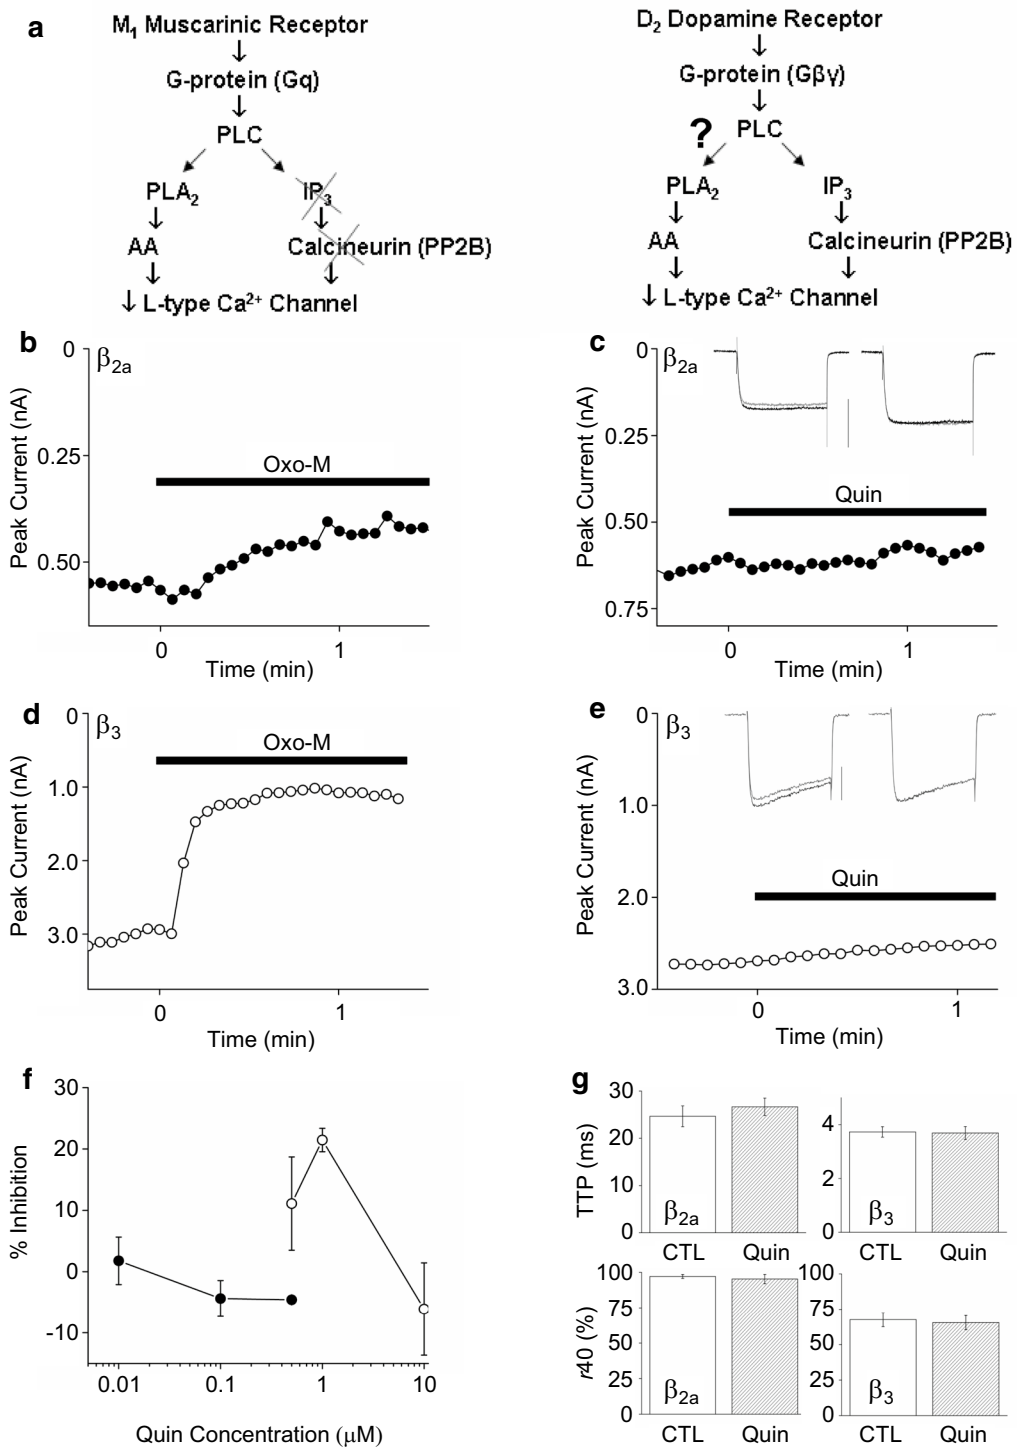 a
M1 Muscarinic Receptor
G-protein (Gq)
PLC
PLA2 IP3
AA Calcineurin (PP2B)
↓ L-type Ca2+ Channel
D2 Dopamine Receptor
G-protein (Gβγ)
? PLC
PLA2 IP3
AA Calcineurin (PP2B)
↓ L-type Ca2+ Channel
b
β2a
Oxo-M
Peak Current (nA)
0
0.25
0.50
0 1
Time (min)
c
β2a
Quin
Peak Current (nA)
0
0.25
0.50
0.75
0 1
Time (min)
d
β3
Oxo-M
Peak Current (nA)
0
1.0
2.0
3.0
0 1
Time (min)
e
β3
Quin
Peak Current (nA)
0
1.0
2.0
3.0
0 1
Time (min)
f
% Inhibition
30
20
10
0
-10
0.01 0.1 1 10
Quin Concentration (μM)
g
TTP (ms)
30
20
10
0
β2a
CTL Quin
4
2
0
β3
CTL Quin
r40 (%)
100
75
50
25
0
β2a
CTL Quin
100
75
50
25
0
β3
CTL Quin